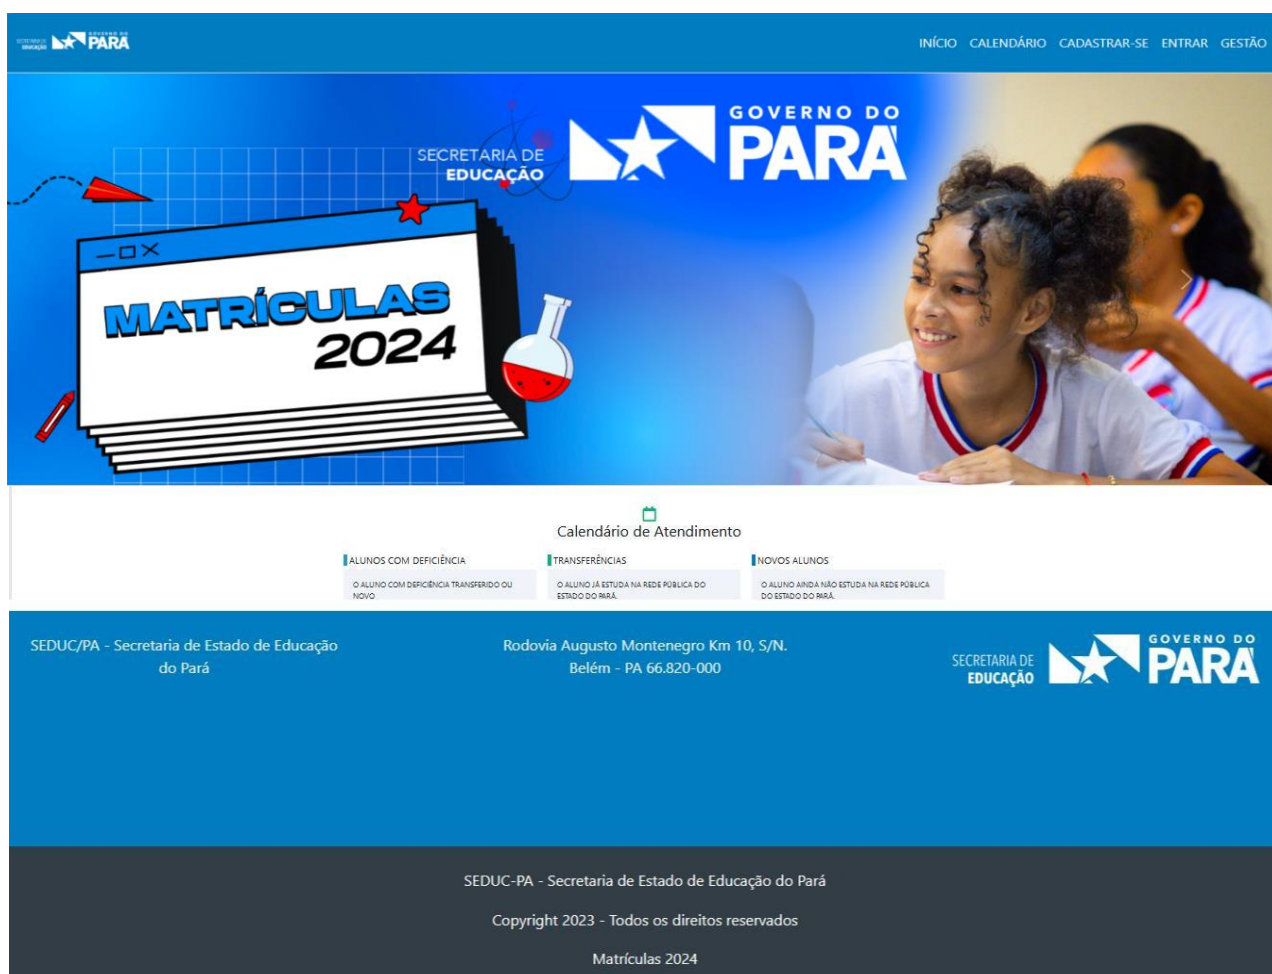 SECRETARIA DE
EDUCAÇÃO
GOVERNO DO
PARÁ
INÍCIO CALENDÁRIO CADASTRAR-SE ENTRAR GESTÃO
SECRETARIA DE
EDUCAÇÃO
GOVERNO DO
PARÁ
MATRÍCULAS
2024
Calendário de Atendimento
ALUNOS COM DEFICIÊNCIA
O ALUNO COM DEFICIÊNCIA TRANSFERIDO OU
NOVO
TRANSFERÊNCIAS
O ALUNO JÁ ESTUDA NA REDE PÚBLICA DO
ESTADO DO PARÁ.
NOVOS ALUNOS
O ALUNO AINDA NÃO ESTUDA NA REDE PÚBLICA
DO ESTADO DO PARÁ.
SEDUC/PA - Secretaria de Estado de Educação
do Pará
Rodovia Augusto Montenegro Km 10, S/N.
Belém - PA 66.820-000
SECRETARIA DE
EDUCAÇÃO
GOVERNO DO
PARÁ
SEDUC-PA - Secretaria de Estado de Educação do Pará
Copyright 2023 - Todos os direitos reservados
Matrículas 2024